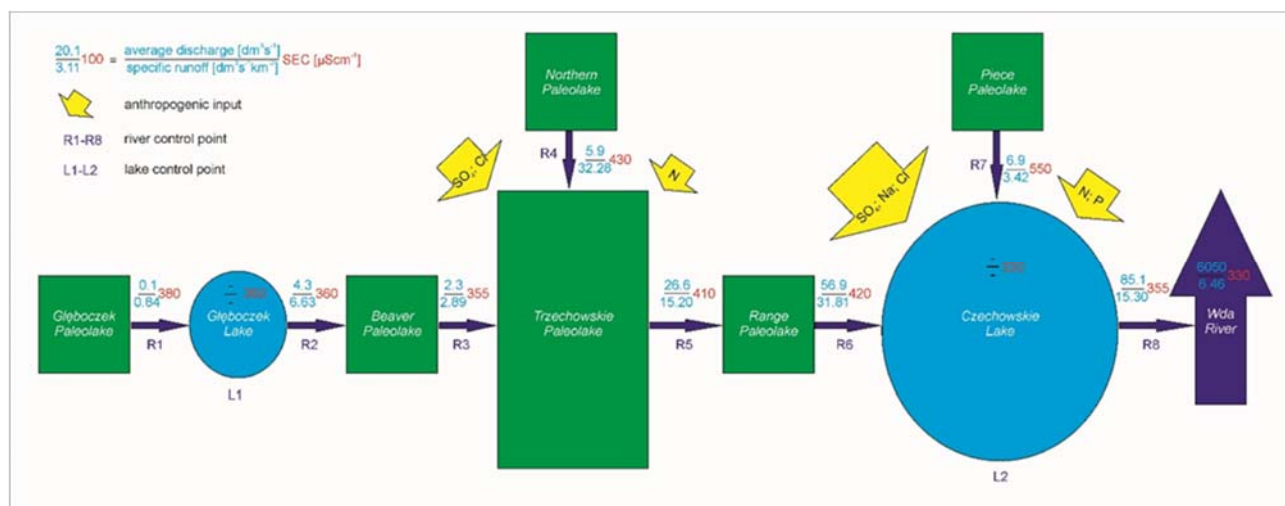 20.1
3.11 100 = average discharge [dm³s⁻¹]
specific runoff [dm³s⁻¹km⁻²] SEC [µScm⁻¹]
anthropogenic input
R1-R8 river control point
L1-L2 lake control point
Northern
Paleolake
Piece
Paleolake
R4
5.9
32.28 430
SO₄; Cl
N
R7
6.9
3.42 550
SO₄; Na; Cl
N; P
Głęboczek
Paleolake
0.1
0.84 380
R1
-
-
Głęboczek
Lake
L1
4.3
6.63 360
R2
Beaver
Paleolake
2.3
2.89 355
R3
Trzechowskie
Paleolake
26.6
15.20 410
R5
Range
Paleolake
56.9
31.81 420
R6
-
-
Czechowskie
Lake
L2
85.1
15.30 355
R8
6050
6.46 330
Wda
River